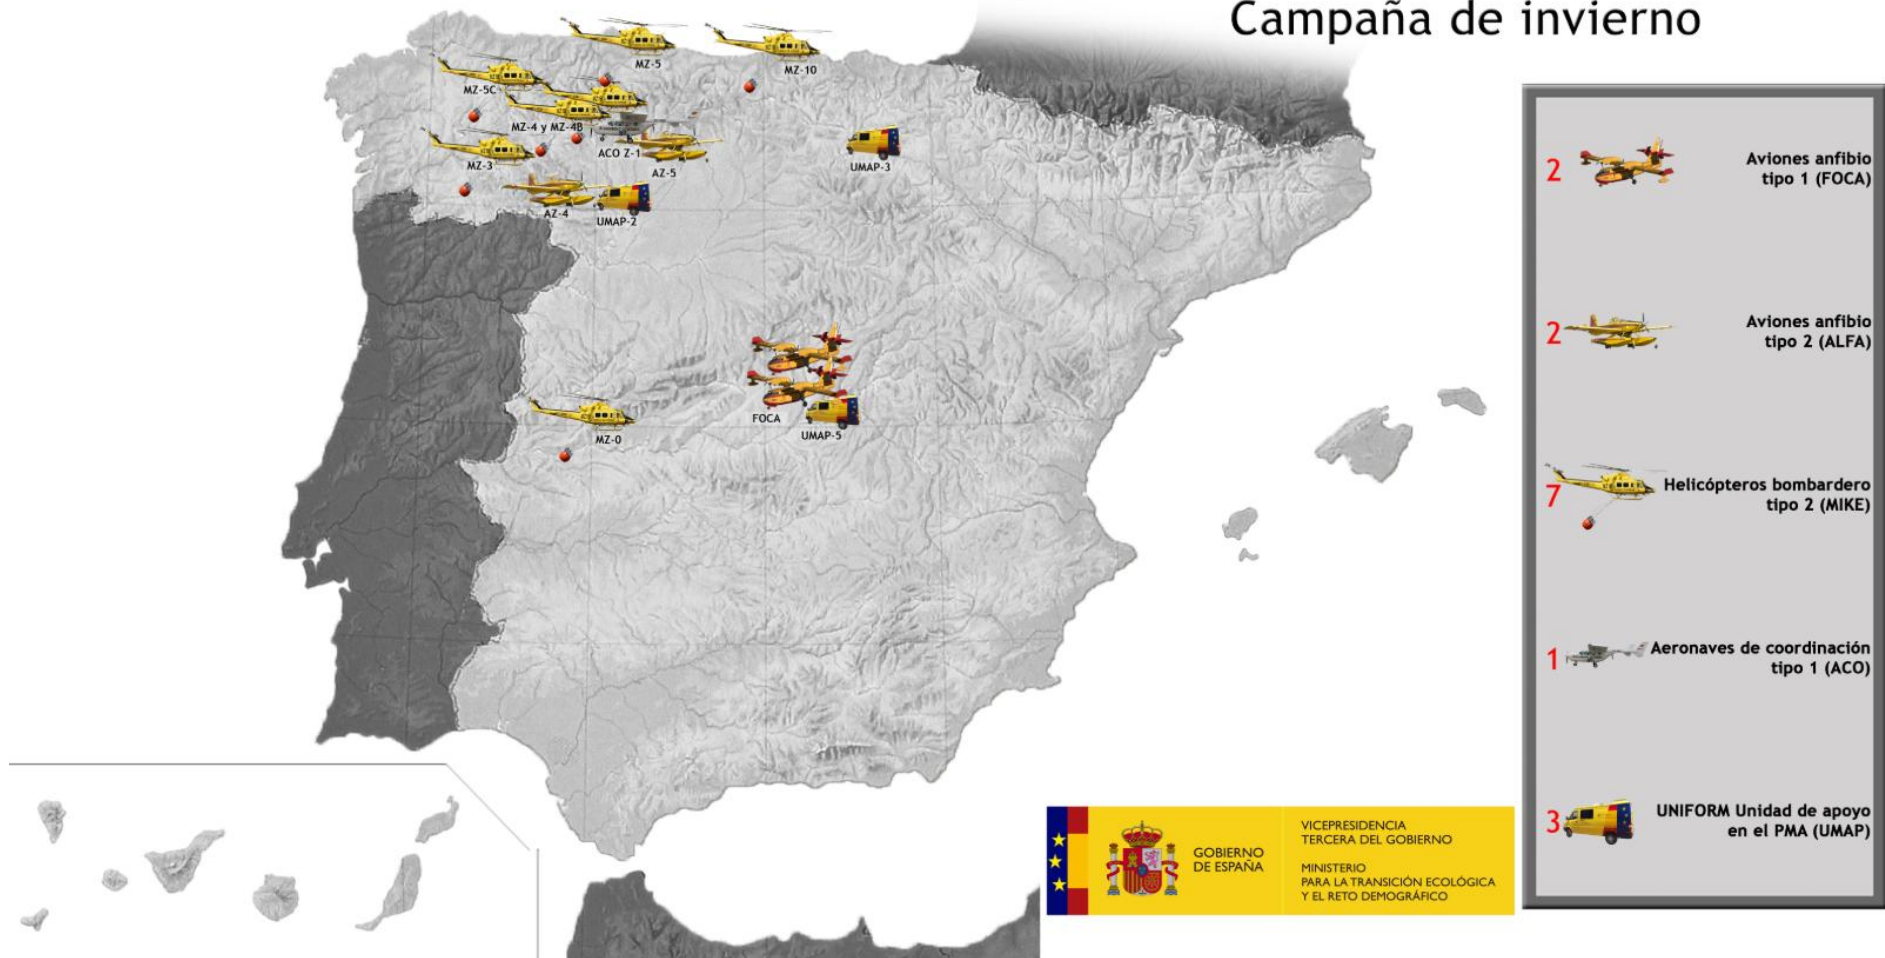 Campaña de invierno
MZ-5
MZ-10
MZ-5C
MZ-4 y MZ-4B
ACO Z-1
MZ-3
AZ-5
UMAP-3
AZ-4
UMAP-2
FOCA
UMAP-5
MZ-0
2
Aviones anfibio
tipo 1 (FOCA)
2
Aviones anfibio
tipo 2 (ALFA)
7
Helicópteros bombardero
tipo 2 (MIKE)
1
Aeronaves de coordinación
tipo 1 (ACO)
3
UNIFORM Unidad de apoyo
en el PMA (UMAP)
GOBIERNO
DE ESPAÑA
VICEPRESIDENCIA
TERCERA DEL GOBIERNO
MINISTERIO
PARA LA TRANSICIÓN ECOLÓGICA
Y EL RETO DEMOGRÁFICO